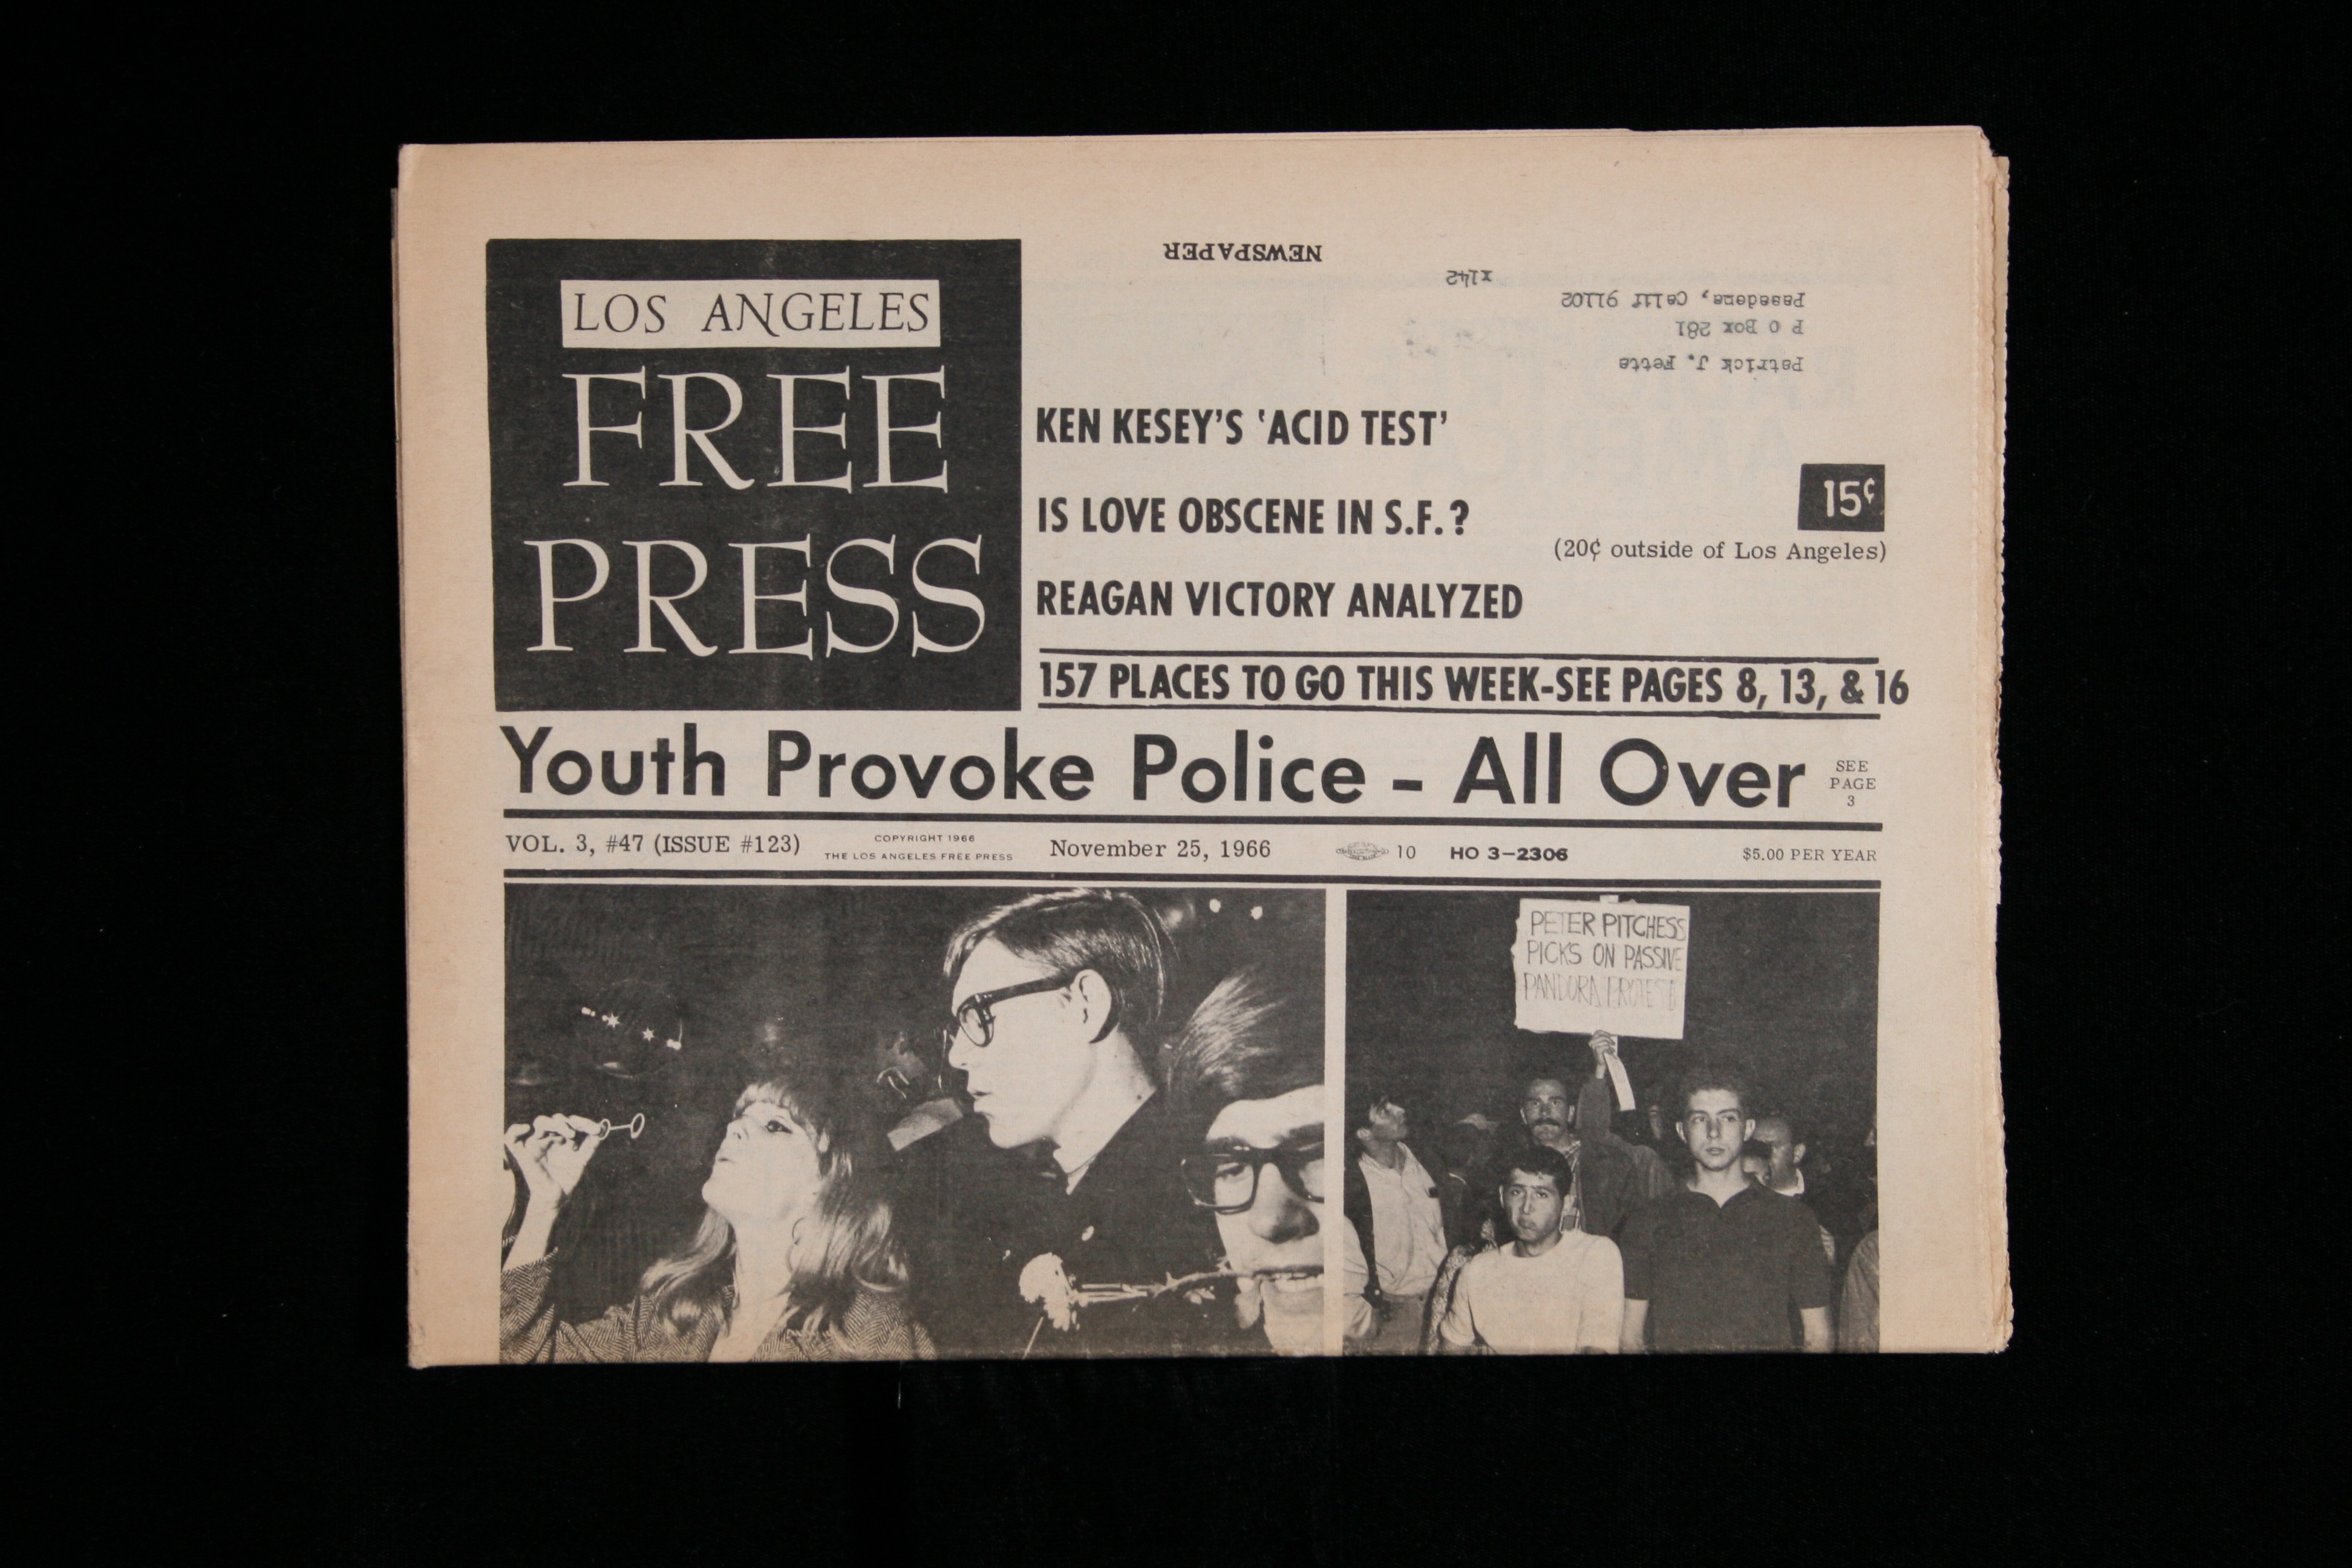 LOS ANGELES
FREE
PRESS
NEWSPAPER
x142
Patrick J. Fetta
P O Box 281
Pasadena, Calif 91102
KEN KESEY'S 'ACID TEST'
IS LOVE OBSCENE IN S.F.?
15¢
(20¢ outside of Los Angeles)
REAGAN VICTORY ANALYZED
157 PLACES TO GO THIS WEEK-SEE PAGES 8, 13, & 16
Youth Provoke Police - All Over
SEE
PAGE
3
VOL. 3, #47 (ISSUE #123)
COPYRIGHT 1966
THE LOS ANGELES FREE PRESS
November 25, 1966
10
HO 3-2306
$5.00 PER YEAR
PETER PITCHESS
PICKS ON PASSIVE
PANDORA